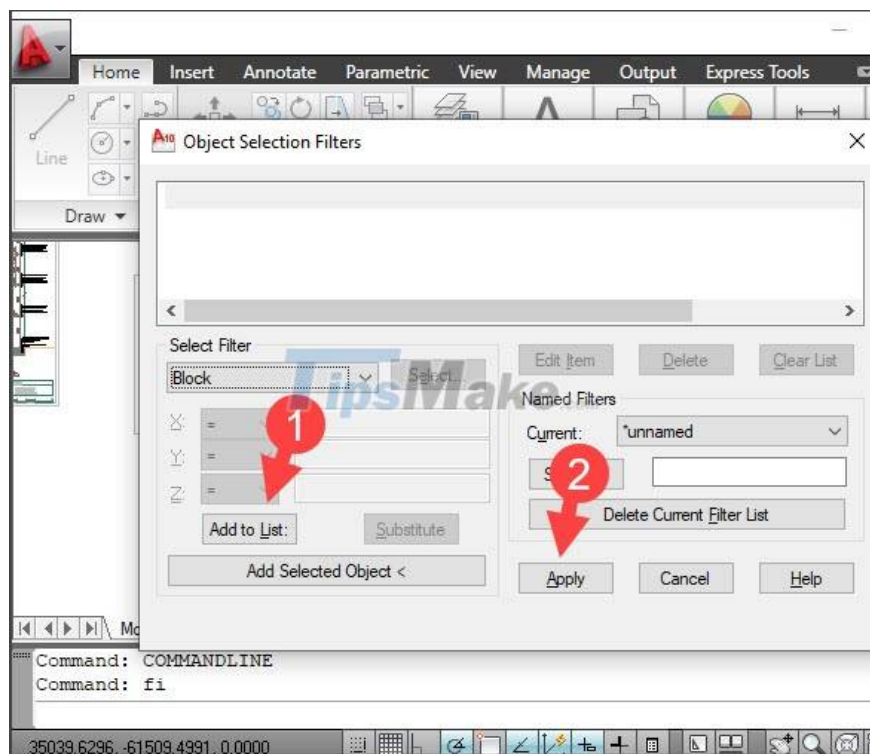 Home Insert Annotate Parametric View Manage Output Express Tools
Line
Draw
A10 Object Selection Filters
Select Filter
Block
Select...
TipsMake
X: =
Y: =
Z: =
1
Add to List:
Substitute
Add Selected Object <
Edit Item Delete Clear List
Named Filters
Current: *unnamed
2
Delete Current Filter List
Apply Cancel Help
Command: COMMANDLINE
Command: fi
35039.6296, -61509.4991, 0.0000